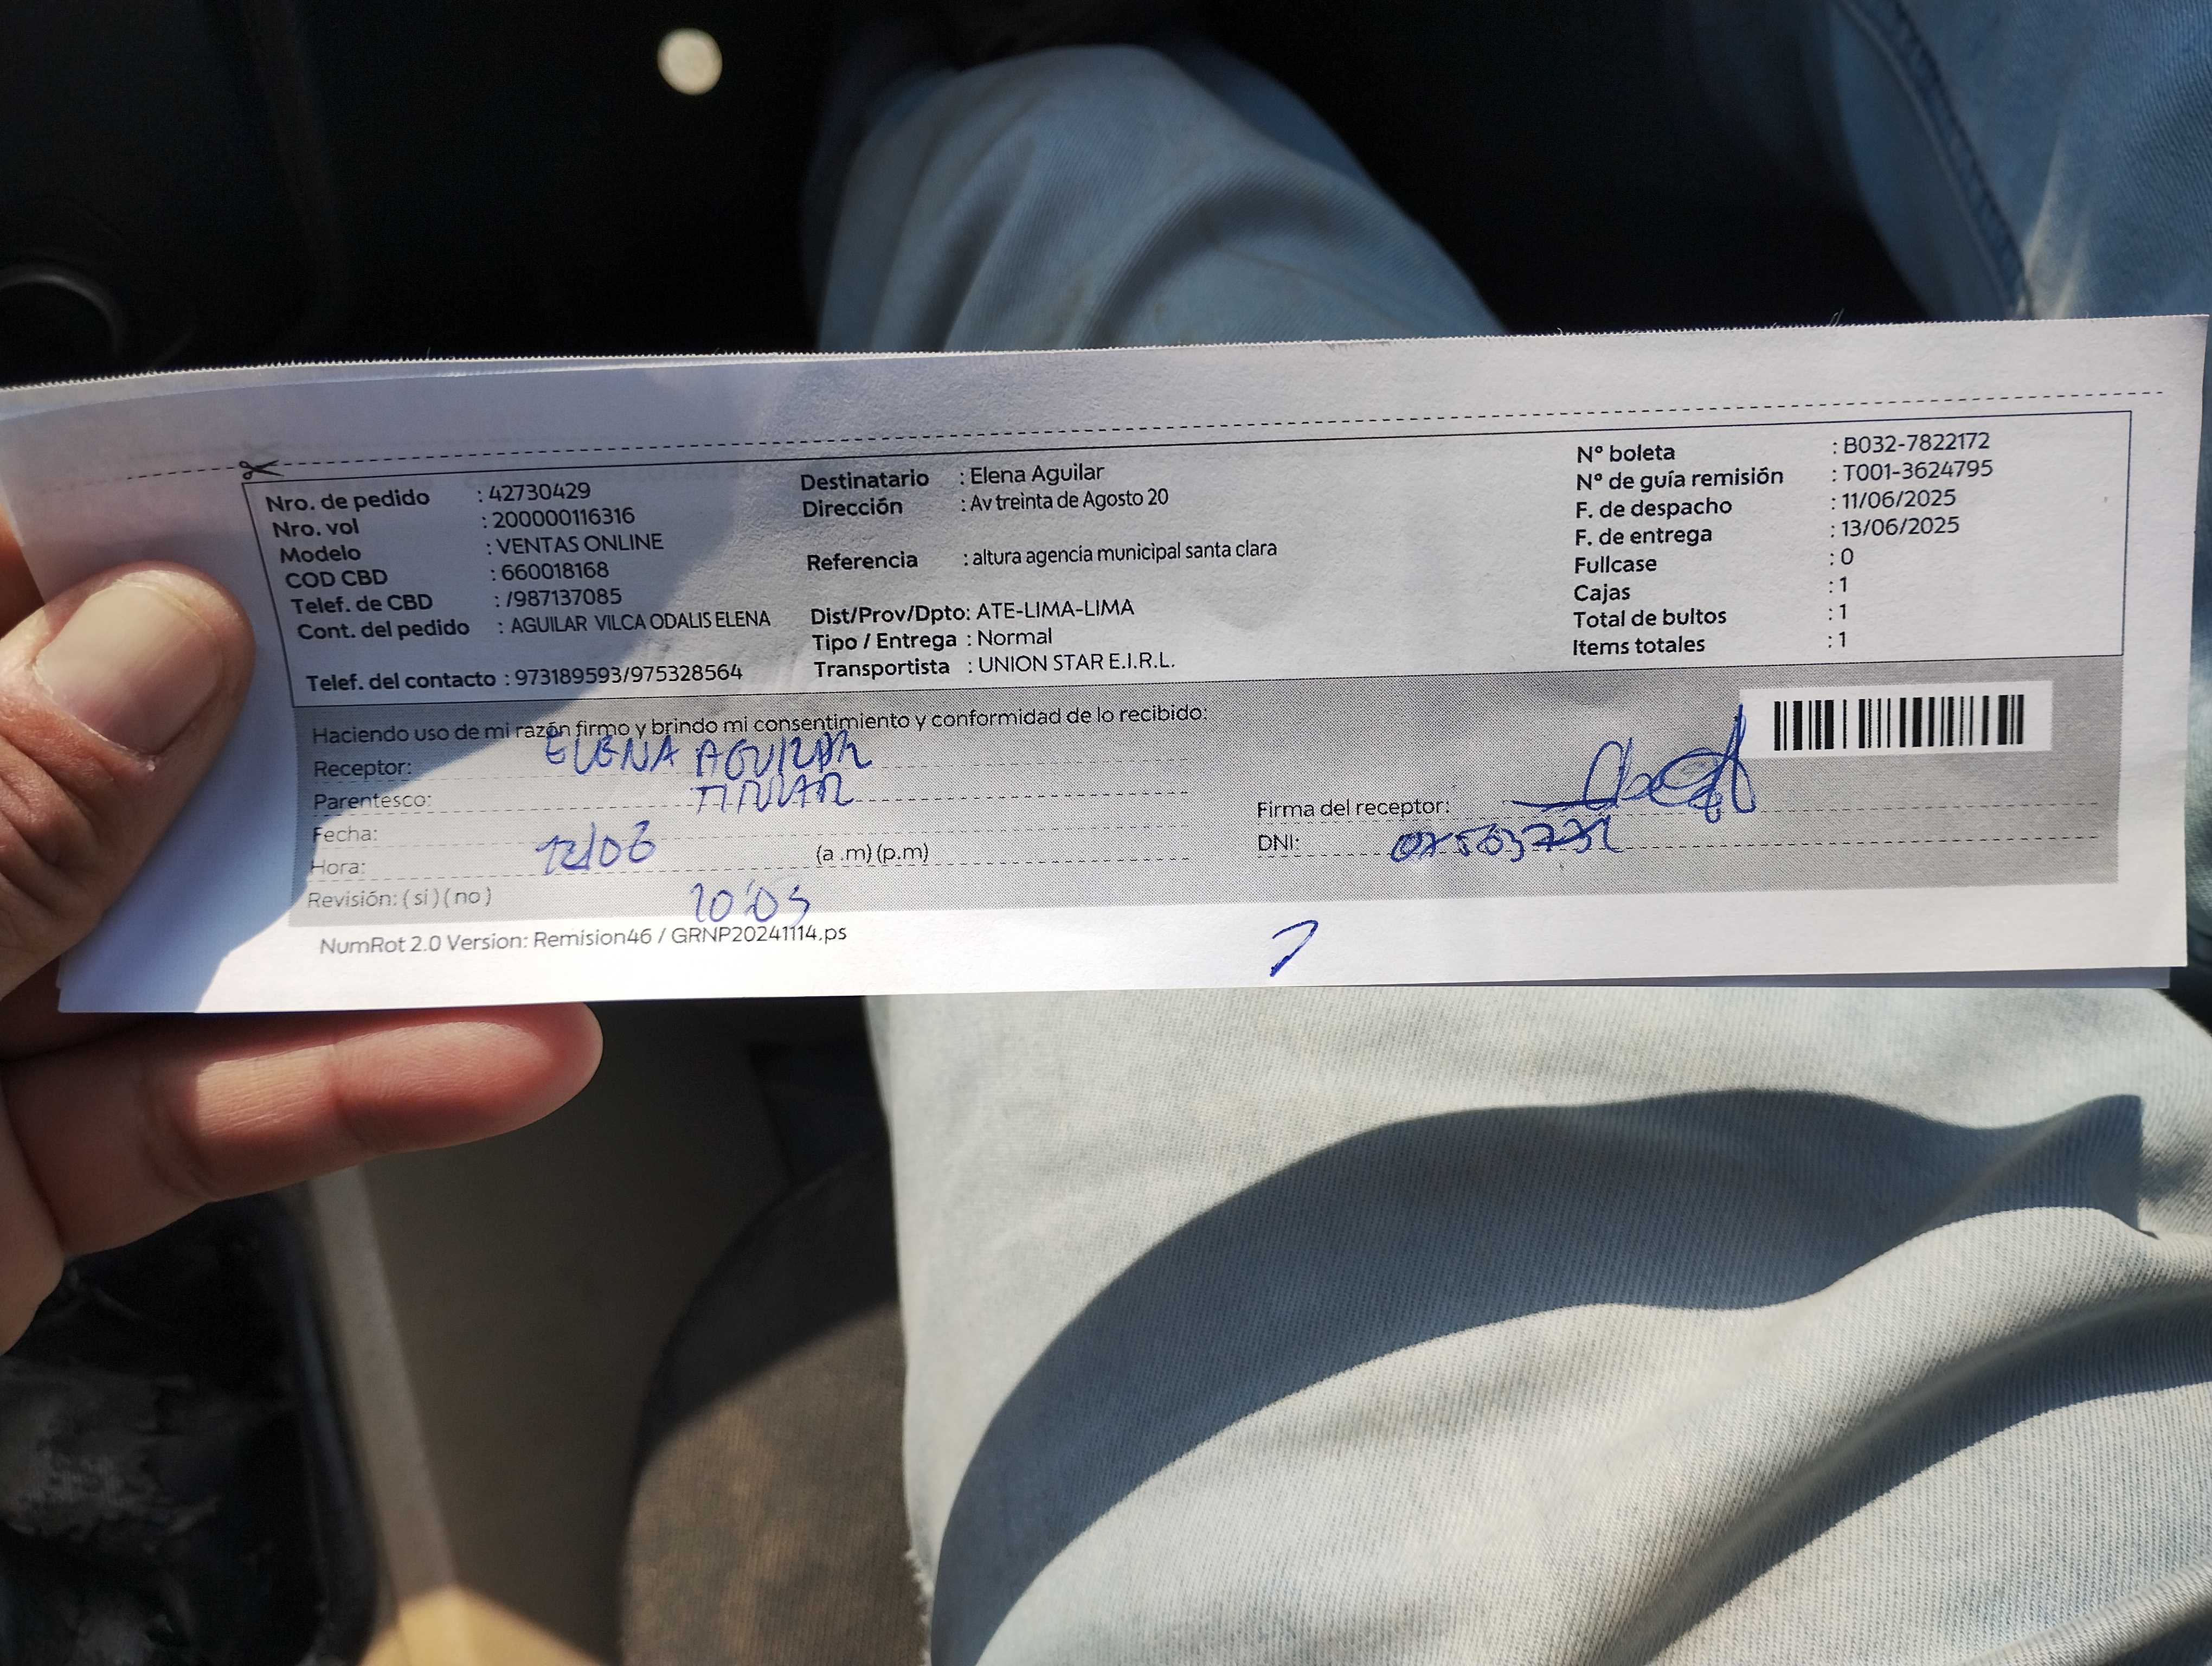 Nro. de pedido : 42730429
Nro. vol : 200000116316
Modelo : VENTAS ONLINE
COD CBD : 660018168
Telef. de CBD : /987137085
Cont. del pedido : AGUILAR VILCA ODALIS ELENA
Telef. del contacto : 973189593/975328564
Destinatario : Elena Aguilar
Dirección : Av treinta de Agosto 20
Referencia : altura agencia municipal santa clara
Dist/Prov/Dpto: ATE-LIMA-LIMA
Tipo / Entrega : Normal
Transportista : UNION STAR E.I.R.L.
N° boleta : B032-7822172
N° de guía remisión : T001-3624795
F. de despacho : 11/06/2025
F. de entrega : 13/06/2025
Fullcase : 0
Cajas : 1
Total de bultos : 1
Items totales : 1
Haciendo uso de mi razón firmo y brindo mi consentimiento y conformidad de lo recibido:
Receptor: ELENA AGUILAR
Parentesco: TITULAR
Fecha:
Hora: (a .m) (p.m)
Revisión: ( si ) ( no )
Firma del receptor:
DNI:
NumRot 2.0 Version: Remision46 / GRNP20241114.ps